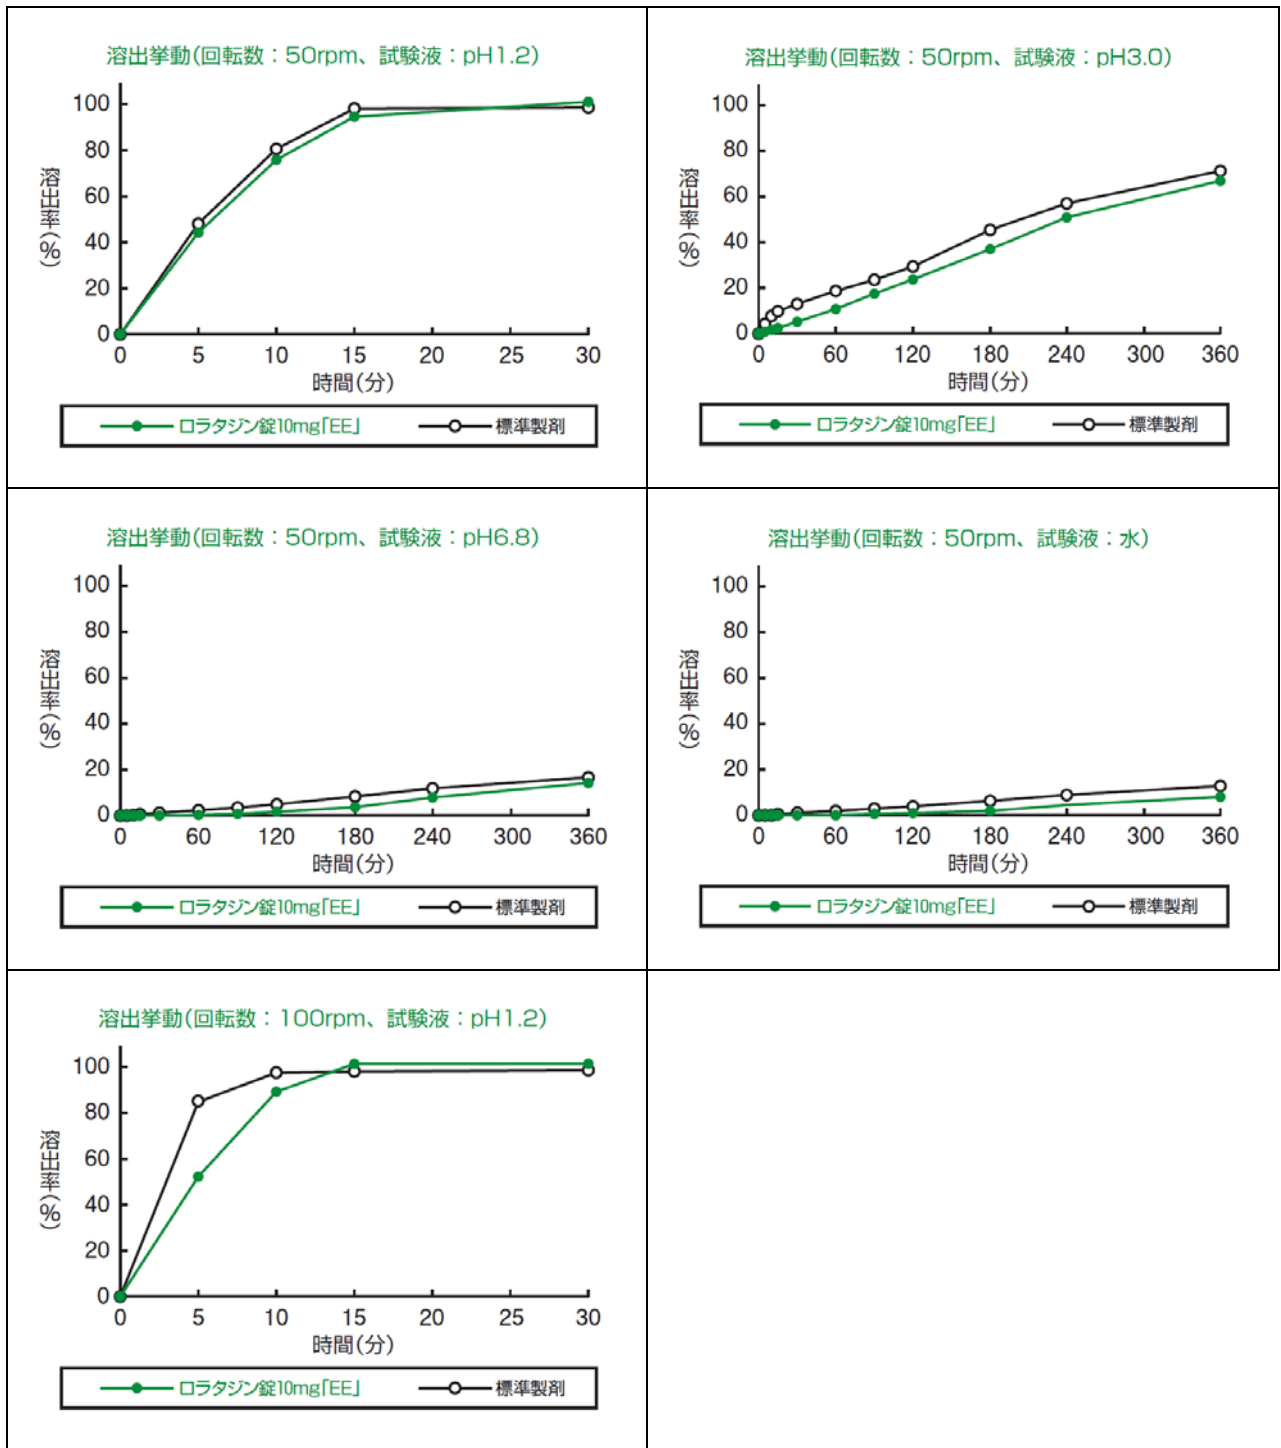 溶出挙動(回転数：50rpm、試験液：pH1.2)
溶出率(%)
100
80
60
40
20
0
0 5 10 15 20 25 30
時間(分)
ロラタジン錠10mg「EE」 標準製剤
溶出挙動(回転数：50rpm、試験液：pH3.0)
溶出率(%)
100
80
60
40
20
0
0 60 120 180 240 300 360
時間(分)
ロラタジン錠10mg「EE」 標準製剤
溶出挙動(回転数：50rpm、試験液：pH6.8)
溶出率(%)
100
80
60
40
20
0
0 60 120 180 240 300 360
時間(分)
ロラタジン錠10mg「EE」 標準製剤
溶出挙動(回転数：50rpm、試験液：水)
溶出率(%)
100
80
60
40
20
0
0 60 120 180 240 300 360
時間(分)
ロラタジン錠10mg「EE」 標準製剤
溶出挙動(回転数：100rpm、試験液：pH1.2)
溶出率(%)
100
80
60
40
20
0
0 5 10 15 20 25 30
時間(分)
ロラタジン錠10mg「EE」 標準製剤